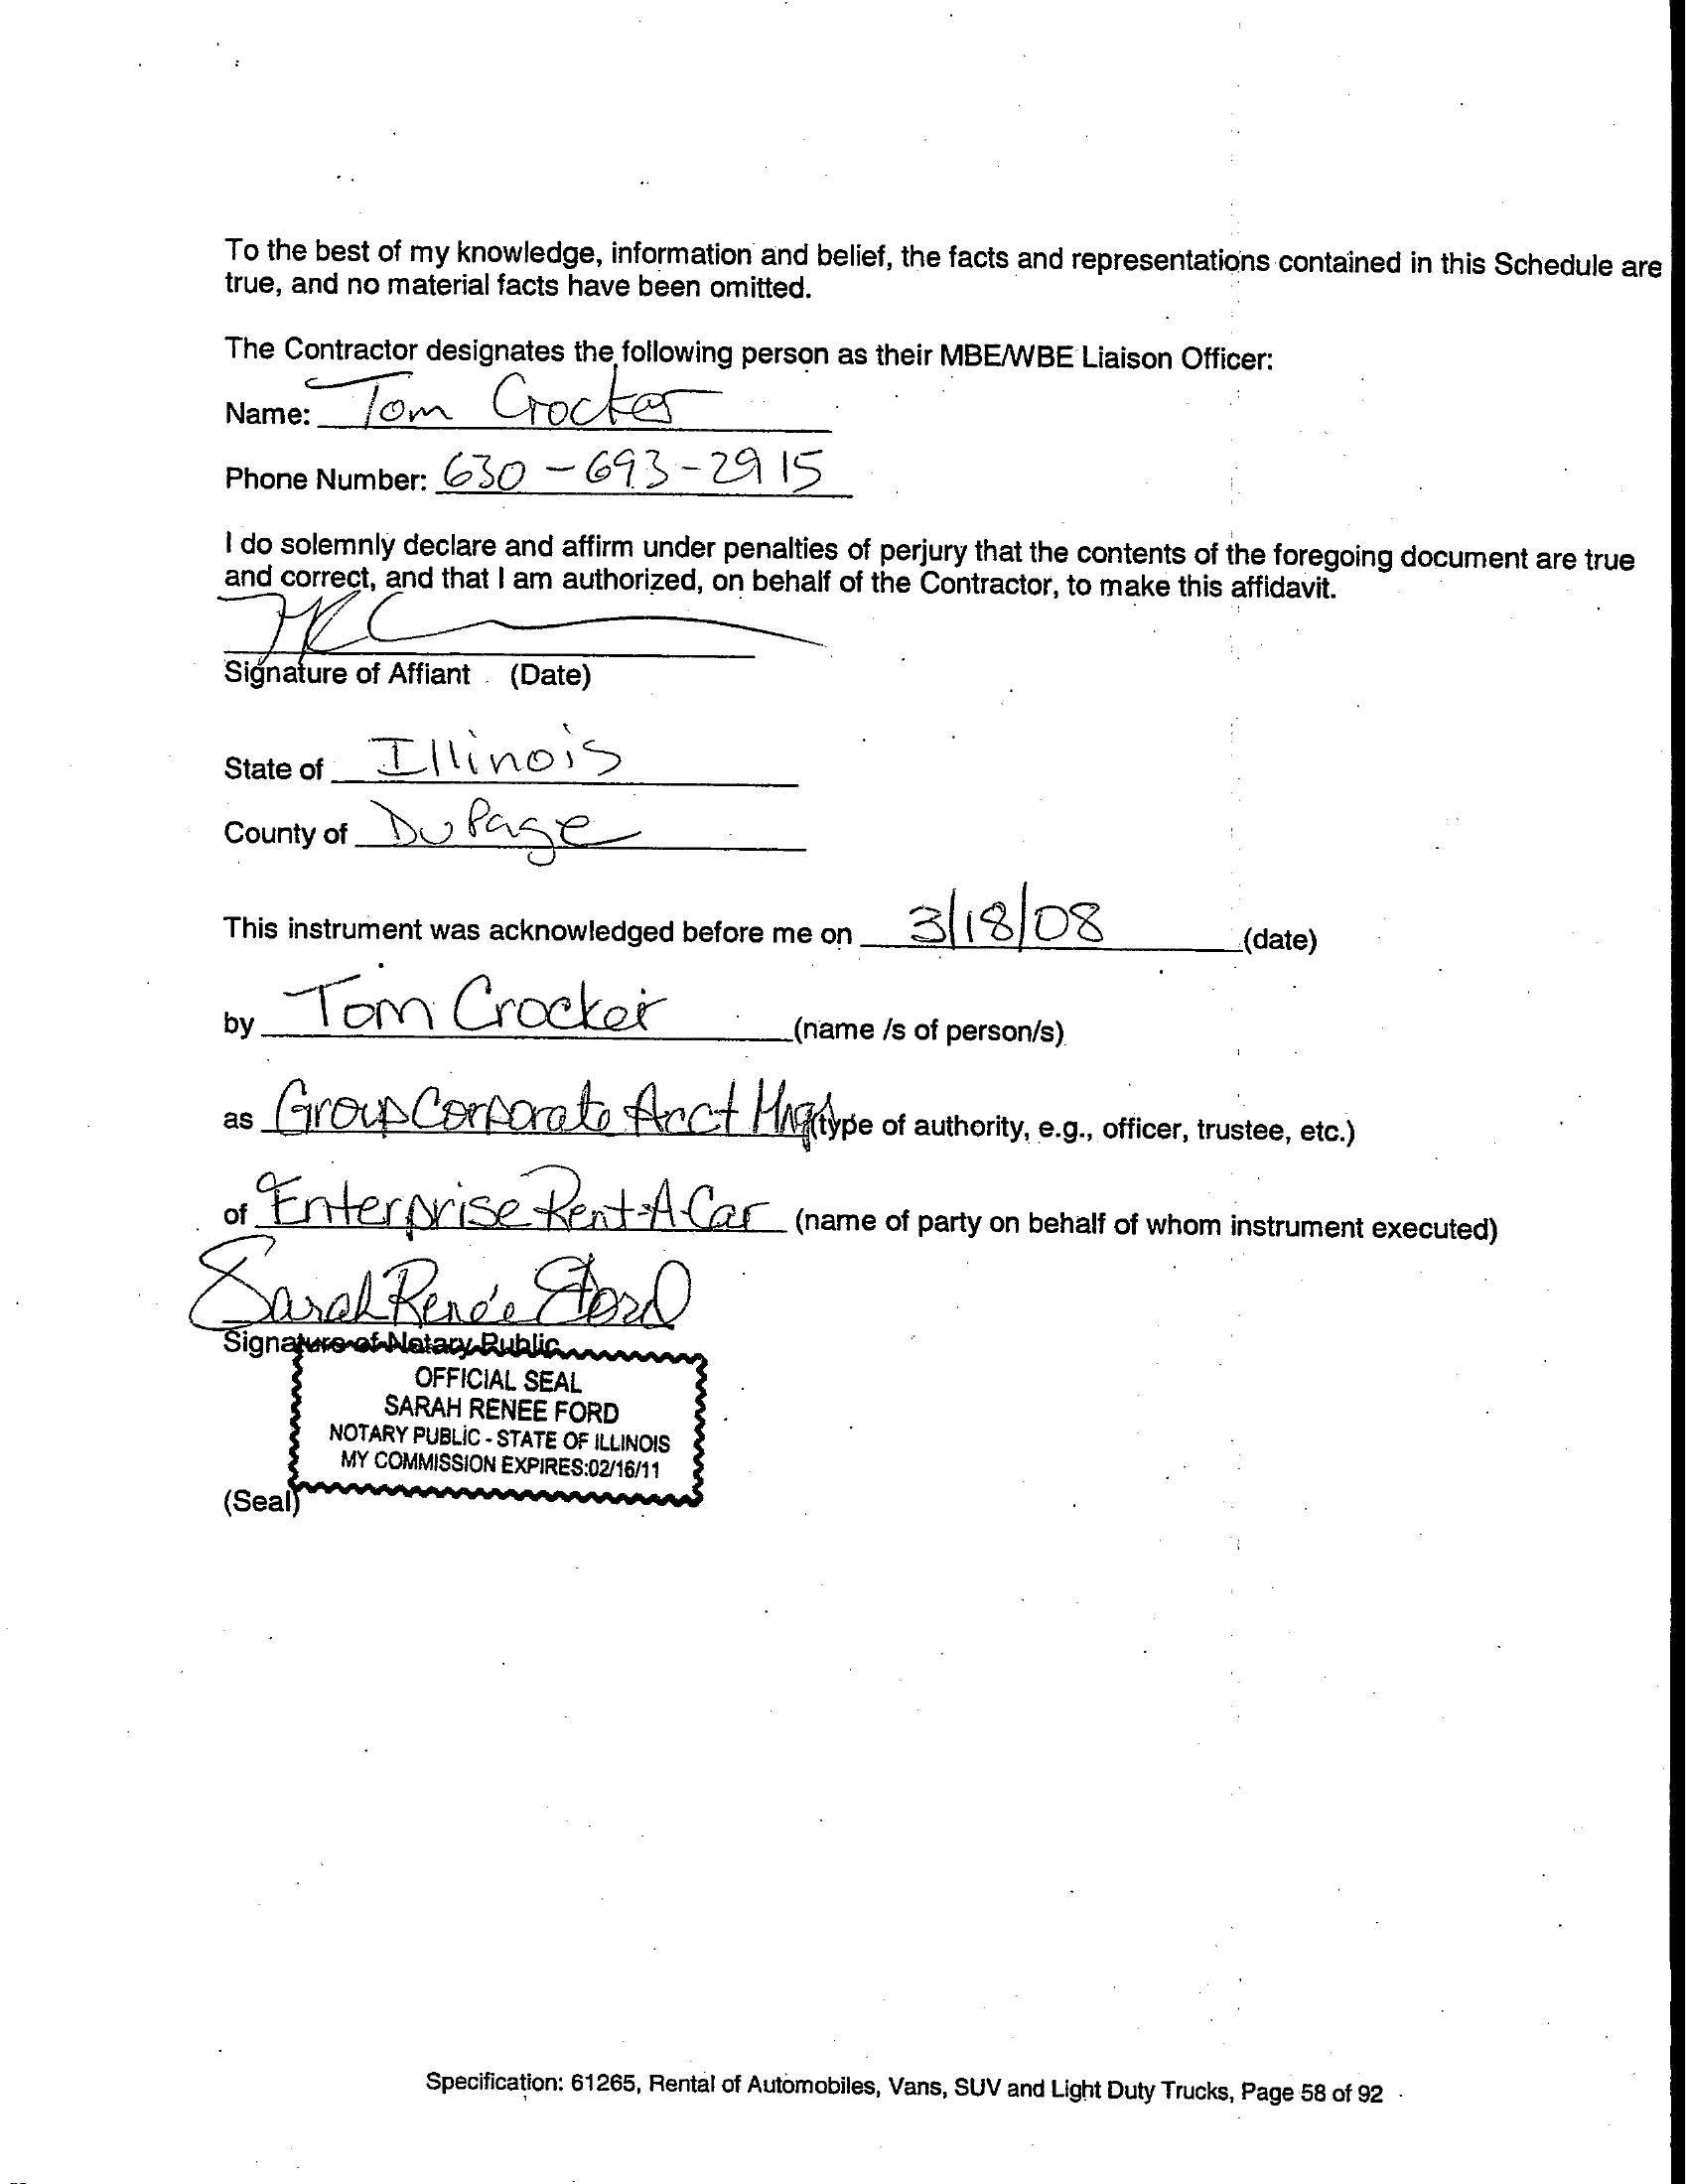 To the best of my knowledge, information and belief, the facts and representations contained in this Schedule are
true, and no material facts have been omitted.
The Contractor designates the following person as their MBE/WBE Liaison Officer:
Name: Tom Crocker
Phone Number: 630-693-2915
I do solemnly declare and affirm under penalties of perjury that the contents of the foregoing document are true
and correct, and that I am authorized, on behalf of the Contractor, to make this affidavit.
Signature of Affiant (Date)
State of Illinois
County of DuPage
This instrument was acknowledged before me on 3/18/08 (date)
by Tom Crocker (name /s of person/s)
as Group Corporate Acct Mngr (type of authority, e.g., officer, trustee, etc.)
of Enterprise Rent-A-Car (name of party on behalf of whom instrument executed)
Sarah Renée Ford
Signature of Notary Public
OFFICIAL SEAL
SARAH RENEE FORD
NOTARY PUBLIC - STATE OF ILLINOIS
MY COMMISSION EXPIRES:02/16/11
(Seal)
Specification: 61265, Rental of Automobiles, Vans, SUV and Light Duty Trucks, Page 58 of 92